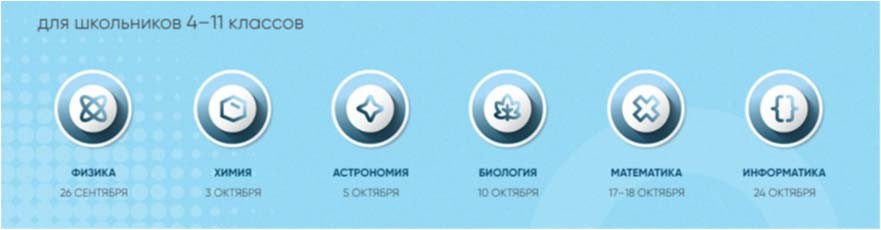 для школьников 4–11 классов
ФИЗИКА
26 СЕНТЯБРЯ
ХИМИЯ
3 ОКТЯБРЯ
АСТРОНОМИЯ
5 ОКТЯБРЯ
БИОЛОГИЯ
10 ОКТЯБРЯ
МАТЕМАТИКА
17–18 ОКТЯБРЯ
ИНФОРМАТИКА
24 ОКТЯБРЯ